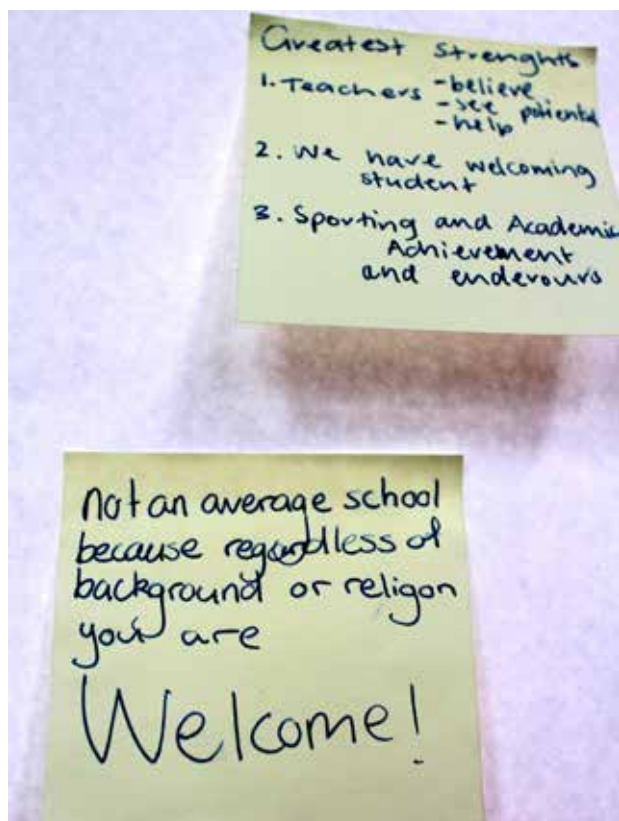 Greatest Strenghts
1. Teachers -believe
-see potiental
-help
2. We have welcoming
student
3. Sporting and Academic
Achievement
and enderours
not an average school
because regardless of
background or religon
your are
Welcome!